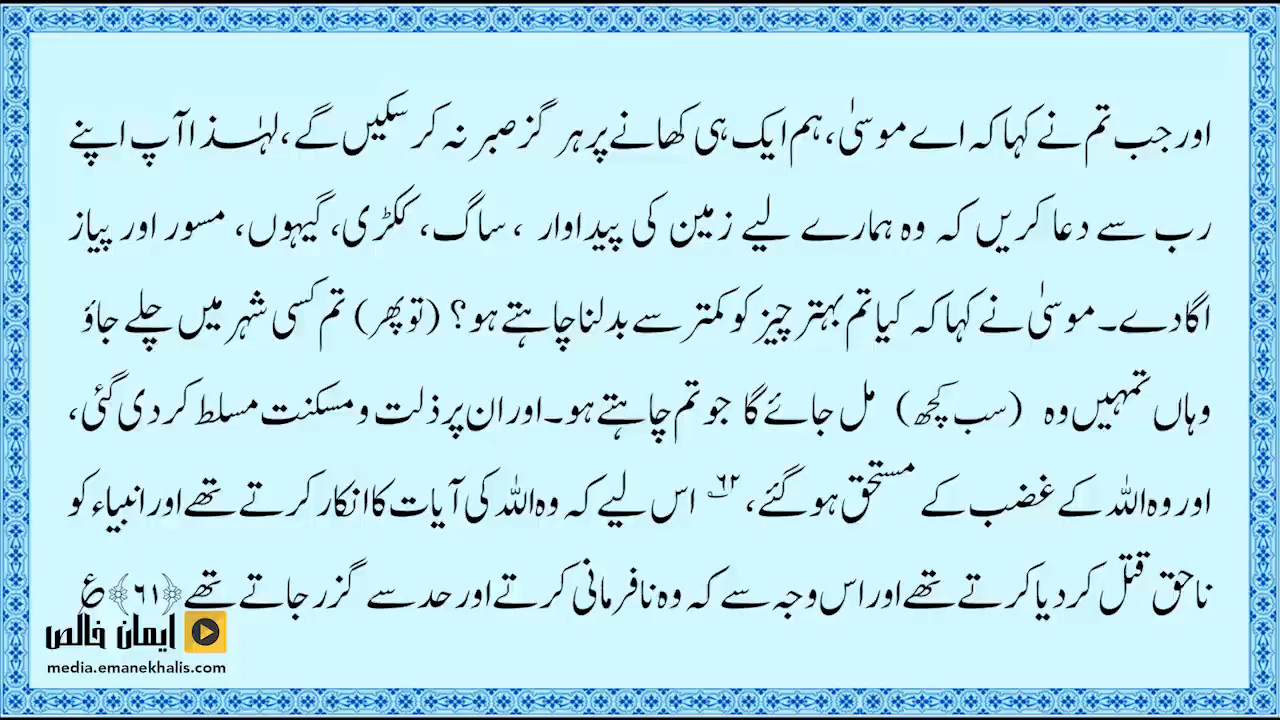 اور جب تم نے کہا کہ اے موسیٰ، ہم ایک ہی کھانے پر ہر گز صبر نہ کر سکیں گے، لہٰذا آپ اپنے
رب سے دعا کریں کہ وہ ہمارے لیے زمین کی پیداوار ، ساگ، ککڑی، گیہوں، مسور اور پیاز
اگادے۔ موسیٰ نے کہا کہ کیا تم بہتر چیز کو کمتر سے بدلنا چاہتے ہو؟ (تو پھر) تم کسی شہر میں چلے جاؤ
وہاں تمہیں وہ (سب کچھ) مل جائے گا جو تم چاہتے ہو۔ اور ان پر ذلت و مسکنت مسلط کر دی گئی،
اور وہ اللہ کے غضب کے مستحق ہو گئے، ؂۶۲ اس لیے کہ وہ اللہ کی آیات کا انکار کرتے تھے اور انبیاء کو
ناحق قتل کر دیا کرتے تھے اور اس وجہ سے کہ وہ نافرمانی کرتے اور حد سے گزر جاتے تھے ﴿۶۱﴾ ع
ایمان خالص
media.emanekhalis.com